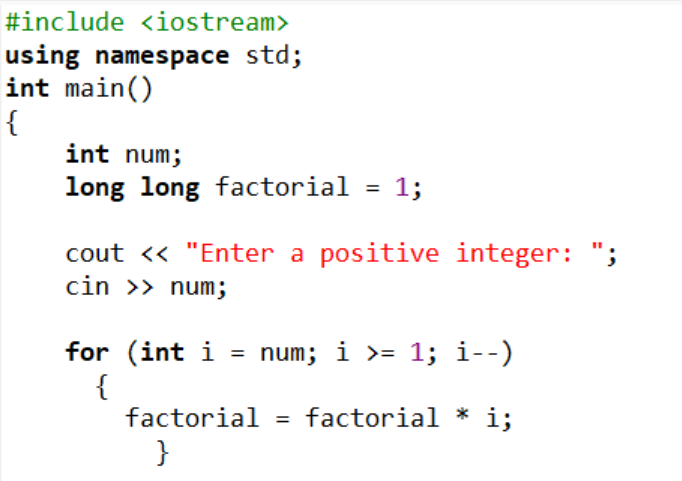 #include <iostream>
using namespace std;
int main()
{
int num;
long long factorial = 1;
cout << "Enter a positive integer: ";
cin >> num;
for (int i = num; i >= 1; i--)
{
factorial = factorial * i;
}